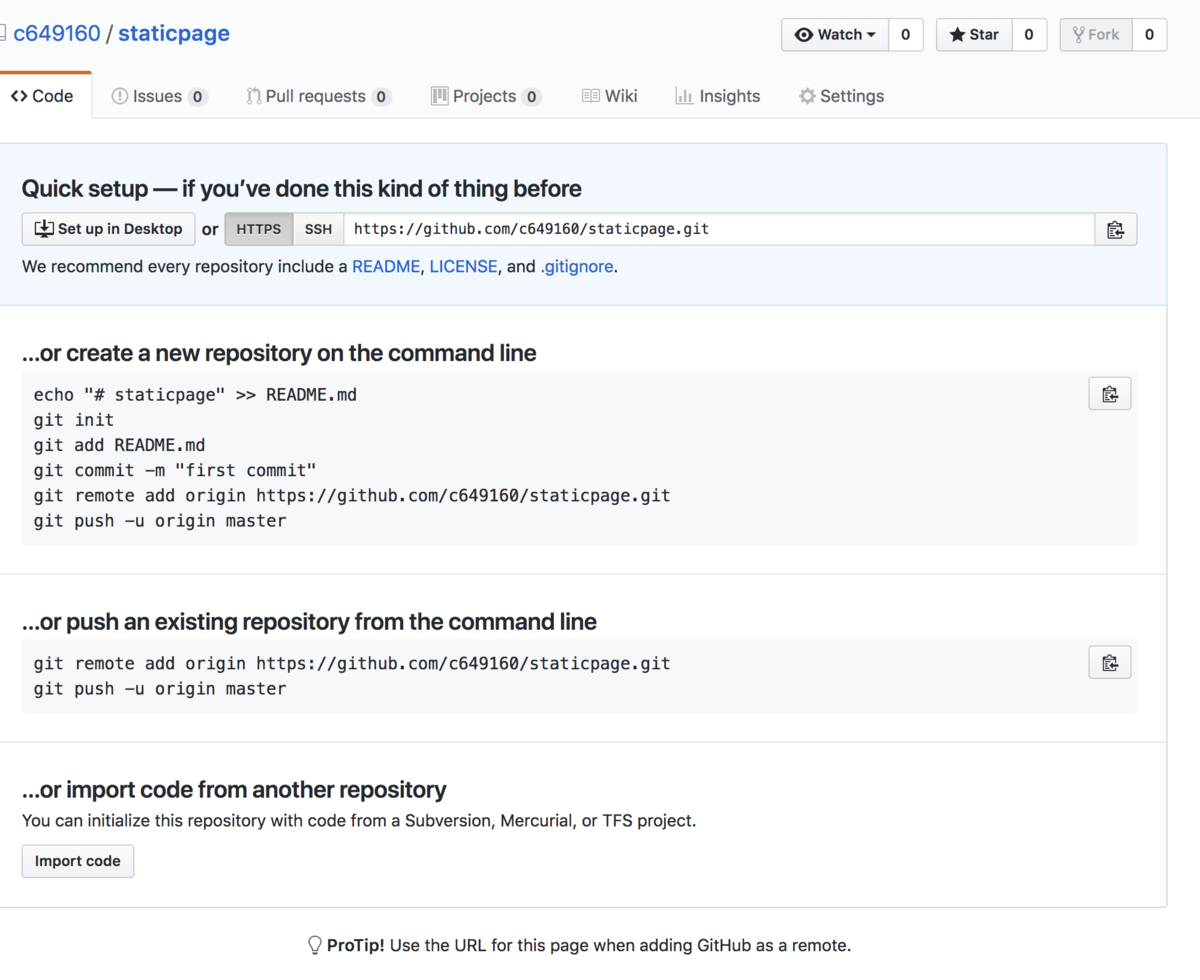 c649160 / staticpage
Watch 0 Star 0 Fork 0
Code Issues 0 Pull requests 0 Projects 0 Wiki Insights Settings
Quick setup — if you’ve done this kind of thing before
Set up in Desktop or HTTPS SSH https://github.com/c649160/staticpage.git
We recommend every repository include a README, LICENSE, and .gitignore.
…or create a new repository on the command line
echo "# staticpage" >> README.md
git init
git add README.md
git commit -m "first commit"
git remote add origin https://github.com/c649160/staticpage.git
git push -u origin master
…or push an existing repository from the command line
git remote add origin https://github.com/c649160/staticpage.git
git push -u origin master
…or import code from another repository
You can initialize this repository with code from a Subversion, Mercurial, or TFS project.
Import code
ProTip! Use the URL for this page when adding GitHub as a remote.